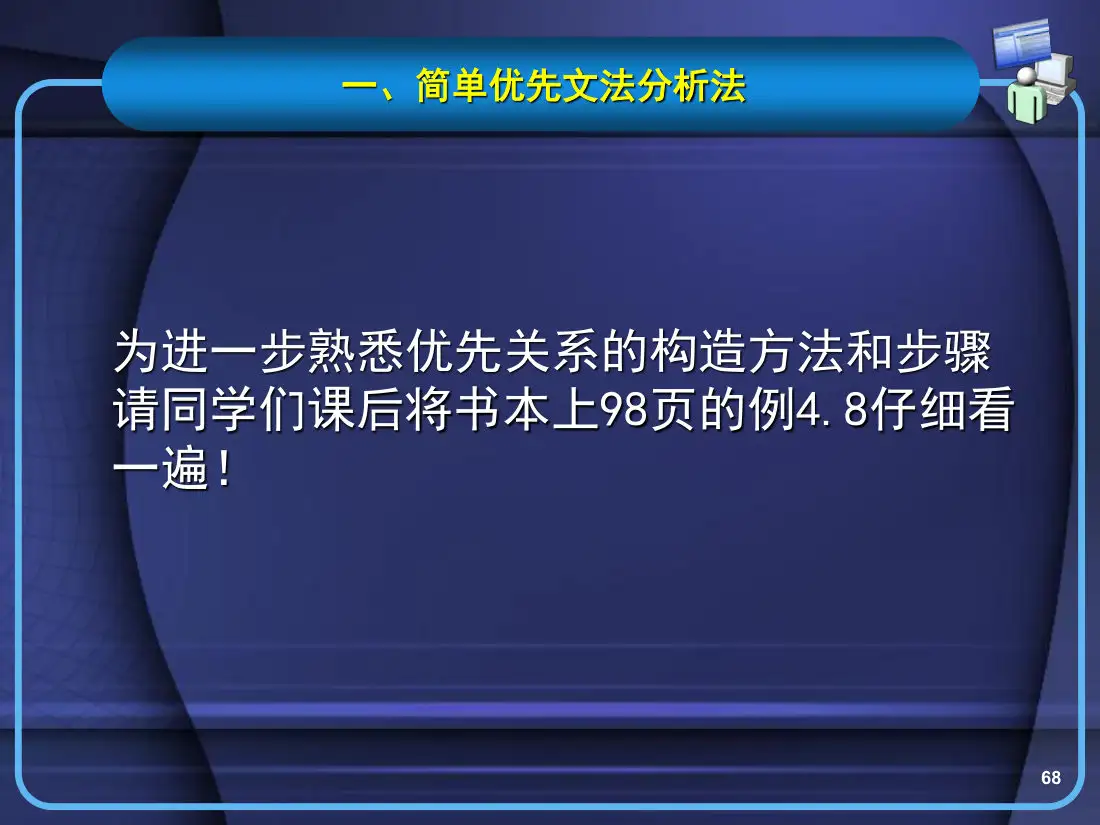 一、简单优先文法分析法
为进一步熟悉优先关系的构造方法和步骤
请同学们课后将书本上98页的例4.8仔细看
一遍！
68